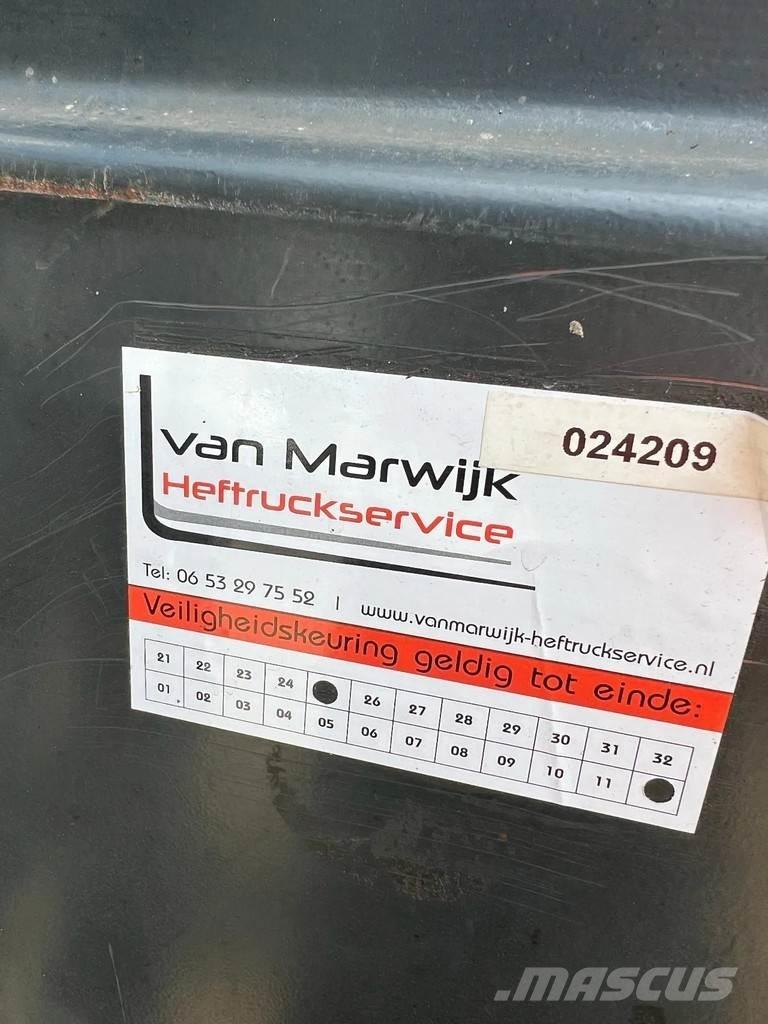 van Marwijk
024209
Heftruckservice
Tel: 06 53 29 75 52 | www.vanmarwijk-heftruckservice.nl
Veiligheidskeuring geldig tot einde:
21 22 23 24 26 27 28 29 30 31 32
01 02 03 04 05 06 07 08 09 10 11
MASCUS